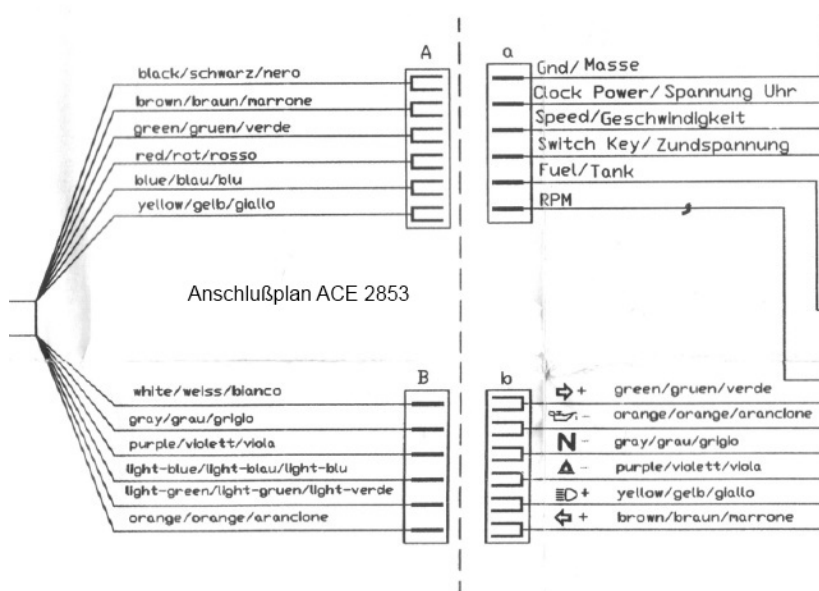 A
black/schwarz/nero
brown/braun/marrone
green/gruen/verde
red/rot/rosso
blue/blau/blu
yellow/gelb/giallo
a
Gnd/Masse
Clock Power/Spannung Uhr
Speed/Geschwindigkeit
Switch Key/Zundspannung
Fuel/Tank
RPM
Anschlußplan ACE 2853
B
white/weiss/bianco
gray/grau/grigio
purple/violett/viola
light-blue/light-blau/light-blu
light-green/light-gruen/light-verde
orange/orange/arancione
b
+ green/gruen/verde
- orange/orange/arancione
N - gray/grau/grigio
- purple/violett/viola
+ yellow/gelb/giallo
+ brown/braun/marrone